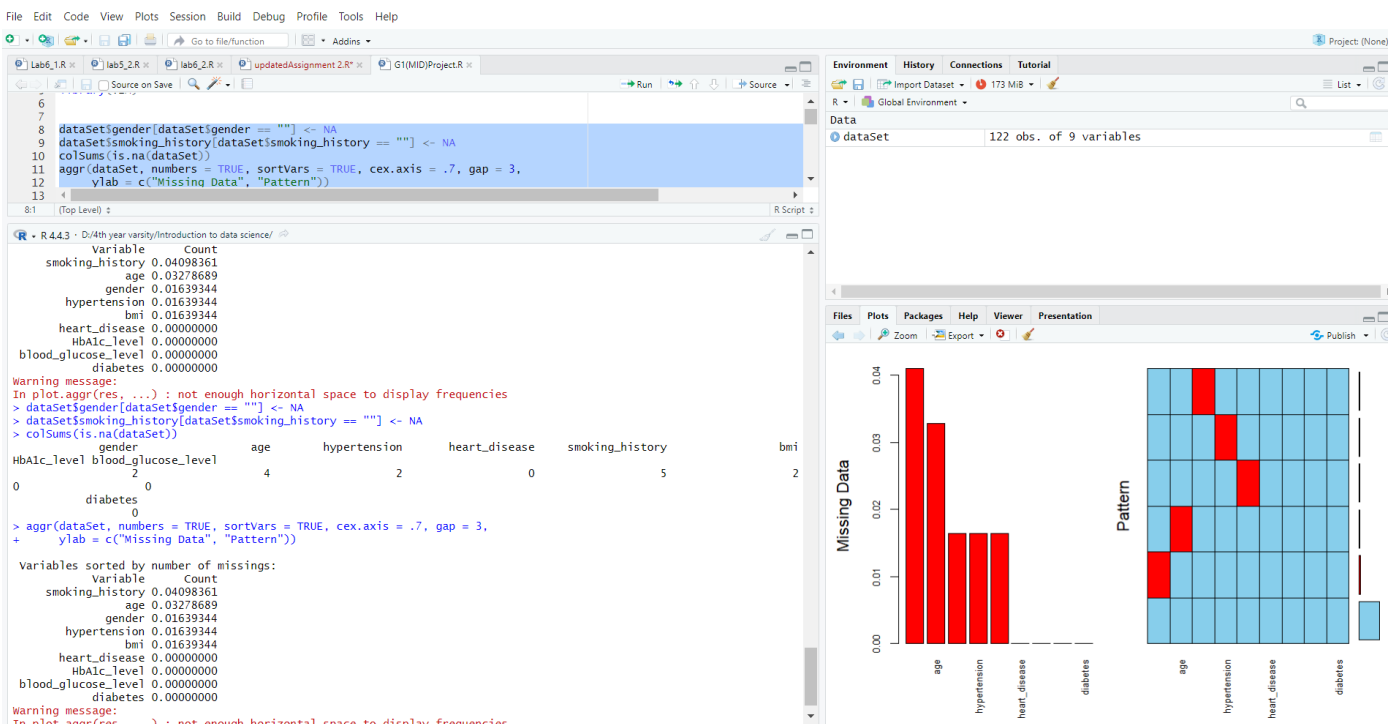 File Edit Code View Plots Session Build Debug Profile Tools Help
Go to file/function Addins
Project: (None)
Lab6_1.R lab5_2.R lab6_2.R updatedAssignment 2.R* G1(MID)Project.R
Source on Save Run Source
6
7
8 dataSet$gender[dataSet$gender == ""] <- NA
9 dataSet$smoking_history[dataSet$smoking_history == ""] <- NA
10 colSums(is.na(dataSet))
11 aggr(dataSet, numbers = TRUE, sortVars = TRUE, cex.axis = .7, gap = 3,
12 ylab = c("Missing Data", "Pattern"))
13
8:1 (Top Level) R Script
R 4.4.3 · D:/4th year varsity/Introduction to data science/
Variable Count
smoking_history 0.04098361
age 0.03278689
gender 0.01639344
hypertension 0.01639344
bmi 0.01639344
heart_disease 0.00000000
HbA1c_level 0.00000000
blood_glucose_level 0.00000000
diabetes 0.00000000
Warning message:
In plot.aggr(res, ...) : not enough horizontal space to display frequencies
> dataSet$gender[dataSet$gender == ""] <- NA
> dataSet$smoking_history[dataSet$smoking_history == ""] <- NA
> colSums(is.na(dataSet))
gender age hypertension heart_disease smoking_history bmi
HbA1c_level blood_glucose_level
2 4 2 0 5 2
0 0
diabetes
0
> aggr(dataSet, numbers = TRUE, sortVars = TRUE, cex.axis = .7, gap = 3,
+ ylab = c("Missing Data", "Pattern"))
Variables sorted by number of missings:
Variable Count
smoking_history 0.04098361
age 0.03278689
gender 0.01639344
hypertension 0.01639344
bmi 0.01639344
heart_disease 0.00000000
HbA1c_level 0.00000000
blood_glucose_level 0.00000000
diabetes 0.00000000
Warning message:
In plot.aggr(res, ...) : not enough horizontal space to display frequencies
Environment History Connections Tutorial
Import Dataset 173 MiB List
R Global Environment
Data
dataSet 122 obs. of 9 variables
Files Plots Packages Help Viewer Presentation
Zoom Export Publish
Missing Data
0.04
0.03
0.02
0.01
0.00
age
hypertension
heart_disease
diabetes
Pattern
age
hypertension
heart_disease
diabetes